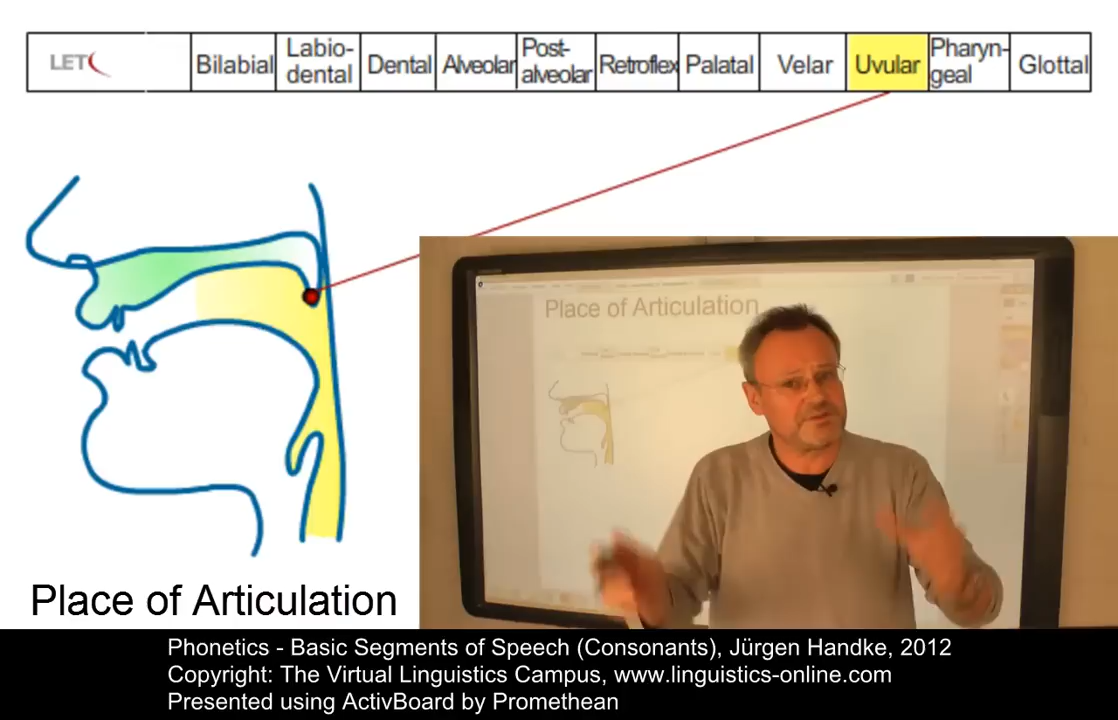 LET
Bilabial
Labio-
dental
Dental
Alveolar
Post-
alveolar
Retroflex
Palatal
Velar
Uvular
Pharyn-
geal
Glottal
Place of Articulation
Place of Articulation
Phonetics - Basic Segments of Speech (Consonants), Jürgen Handke, 2012
Copyright: The Virtual Linguistics Campus, www.linguistics-online.com
Presented using ActivBoard by Promethean